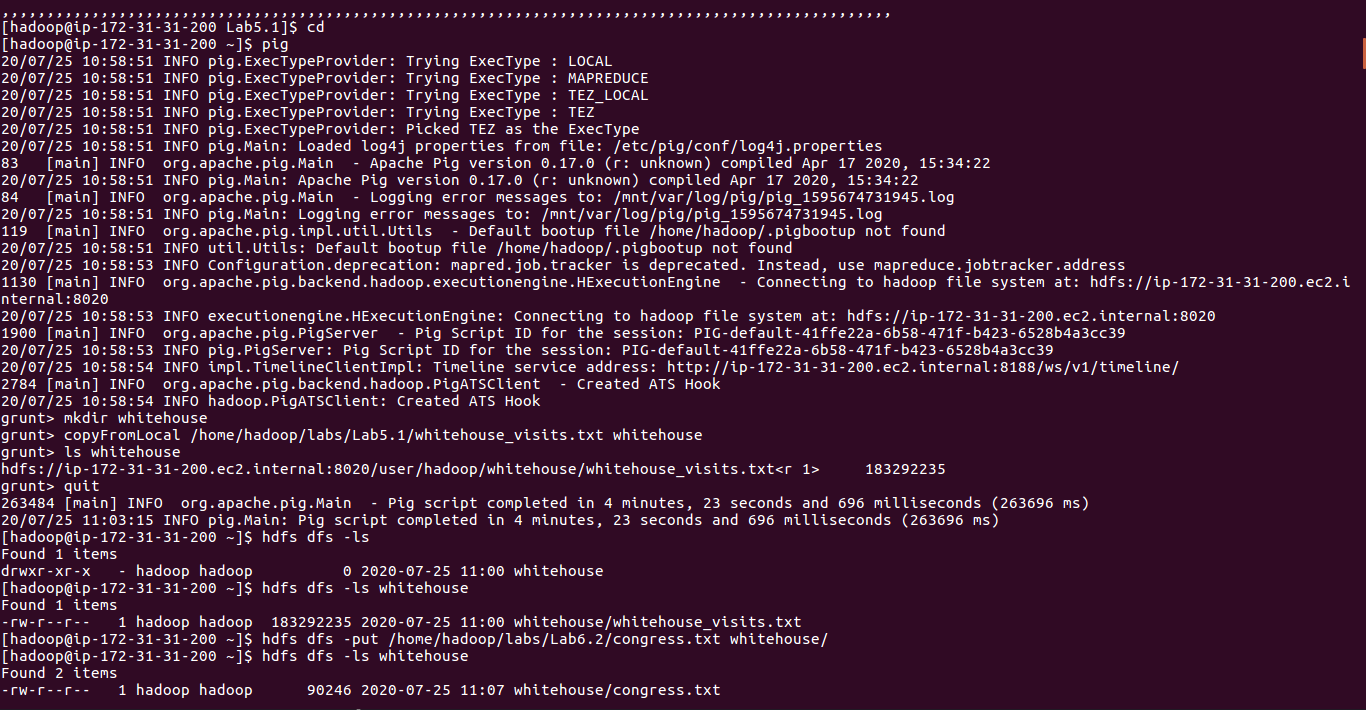 ,,,,,,,,,,,,,,,,,,,,,,,,,,,,,,,,,,,,,,,,,,,,,,,,,,,,,,,,,,,,,,,,,,,,,,,,,,,,,,,,,,,,,,,,,,,,,,,,,,,
[hadoop@ip-172-31-31-200 Lab5.1]$ cd
[hadoop@ip-172-31-31-200 ~]$ pig
20/07/25 10:58:51 INFO pig.ExecTypeProvider: Trying ExecType : LOCAL
20/07/25 10:58:51 INFO pig.ExecTypeProvider: Trying ExecType : MAPREDUCE
20/07/25 10:58:51 INFO pig.ExecTypeProvider: Trying ExecType : TEZ_LOCAL
20/07/25 10:58:51 INFO pig.ExecTypeProvider: Trying ExecType : TEZ
20/07/25 10:58:51 INFO pig.ExecTypeProvider: Picked TEZ as the ExecType
20/07/25 10:58:51 INFO pig.Main: Loaded log4j properties from file: /etc/pig/conf/log4j.properties
83   [main] INFO  org.apache.pig.Main  - Apache Pig version 0.17.0 (r: unknown) compiled Apr 17 2020, 15:34:22
20/07/25 10:58:51 INFO pig.Main: Apache Pig version 0.17.0 (r: unknown) compiled Apr 17 2020, 15:34:22
84   [main] INFO  org.apache.pig.Main  - Logging error messages to: /mnt/var/log/pig/pig_1595674731945.log
20/07/25 10:58:51 INFO pig.Main: Logging error messages to: /mnt/var/log/pig/pig_1595674731945.log
119  [main] INFO  org.apache.pig.impl.util.Utils  - Default bootup file /home/hadoop/.pigbootup not found
20/07/25 10:58:51 INFO util.Utils: Default bootup file /home/hadoop/.pigbootup not found
20/07/25 10:58:53 INFO Configuration.deprecation: mapred.job.tracker is deprecated. Instead, use mapreduce.jobtracker.address
1130 [main] INFO  org.apache.pig.backend.hadoop.executionengine.HExecutionEngine  - Connecting to hadoop file system at: hdfs://ip-172-31-31-200.ec2.i
nternal:8020
20/07/25 10:58:53 INFO executionengine.HExecutionEngine: Connecting to hadoop file system at: hdfs://ip-172-31-31-200.ec2.internal:8020
1900 [main] INFO  org.apache.pig.PigServer  - Pig Script ID for the session: PIG-default-41ffe22a-6b58-471f-b423-6528b4a3cc39
20/07/25 10:58:53 INFO pig.PigServer: Pig Script ID for the session: PIG-default-41ffe22a-6b58-471f-b423-6528b4a3cc39
20/07/25 10:58:54 INFO impl.TimelineClientImpl: Timeline service address: http://ip-172-31-31-200.ec2.internal:8188/ws/v1/timeline/
2784 [main] INFO  org.apache.pig.backend.hadoop.PigATSClient  - Created ATS Hook
20/07/25 10:58:54 INFO hadoop.PigATSClient: Created ATS Hook
grunt> mkdir whitehouse
grunt> copyFromLocal /home/hadoop/labs/Lab5.1/whitehouse_visits.txt whitehouse
grunt> ls whitehouse
hdfs://ip-172-31-31-200.ec2.internal:8020/user/hadoop/whitehouse/whitehouse_visits.txt<r 1>     183292235
grunt> quit
263484 [main] INFO  org.apache.pig.Main  - Pig script completed in 4 minutes, 23 seconds and 696 milliseconds (263696 ms)
20/07/25 11:03:15 INFO pig.Main: Pig script completed in 4 minutes, 23 seconds and 696 milliseconds (263696 ms)
[hadoop@ip-172-31-31-200 ~]$ hdfs dfs -ls
Found 1 items
drwxr-xr-x   - hadoop hadoop          0 2020-07-25 11:00 whitehouse
[hadoop@ip-172-31-31-200 ~]$ hdfs dfs -ls whitehouse
Found 1 items
-rw-r--r--   1 hadoop hadoop  183292235 2020-07-25 11:00 whitehouse/whitehouse_visits.txt
[hadoop@ip-172-31-31-200 ~]$ hdfs dfs -put /home/hadoop/labs/Lab6.2/congress.txt whitehouse/
[hadoop@ip-172-31-31-200 ~]$ hdfs dfs -ls whitehouse
Found 2 items
-rw-r--r--   1 hadoop hadoop      90246 2020-07-25 11:07 whitehouse/congress.txt